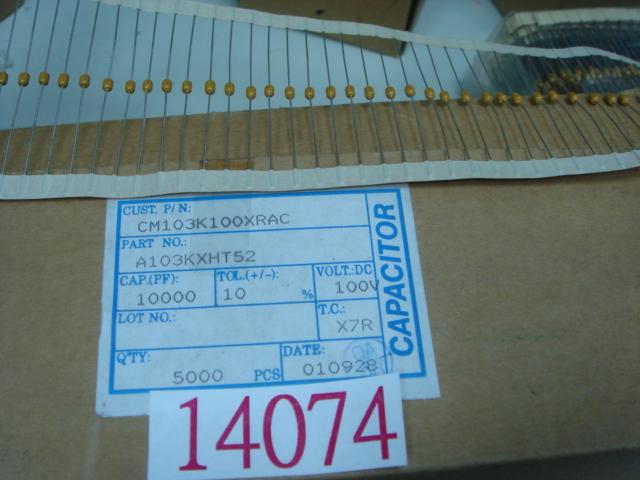 CUST. P/N:
CM103K100XRAC
PART NO.:
A103KXHT52
CAP.(PF): TOL.(+/-): VOLT.:DC
10000 10 % 100V
LOT NO.: T.C.:
X7R
Q'TY: DATE:
5000 PCS 010928
CAPACITOR
14074